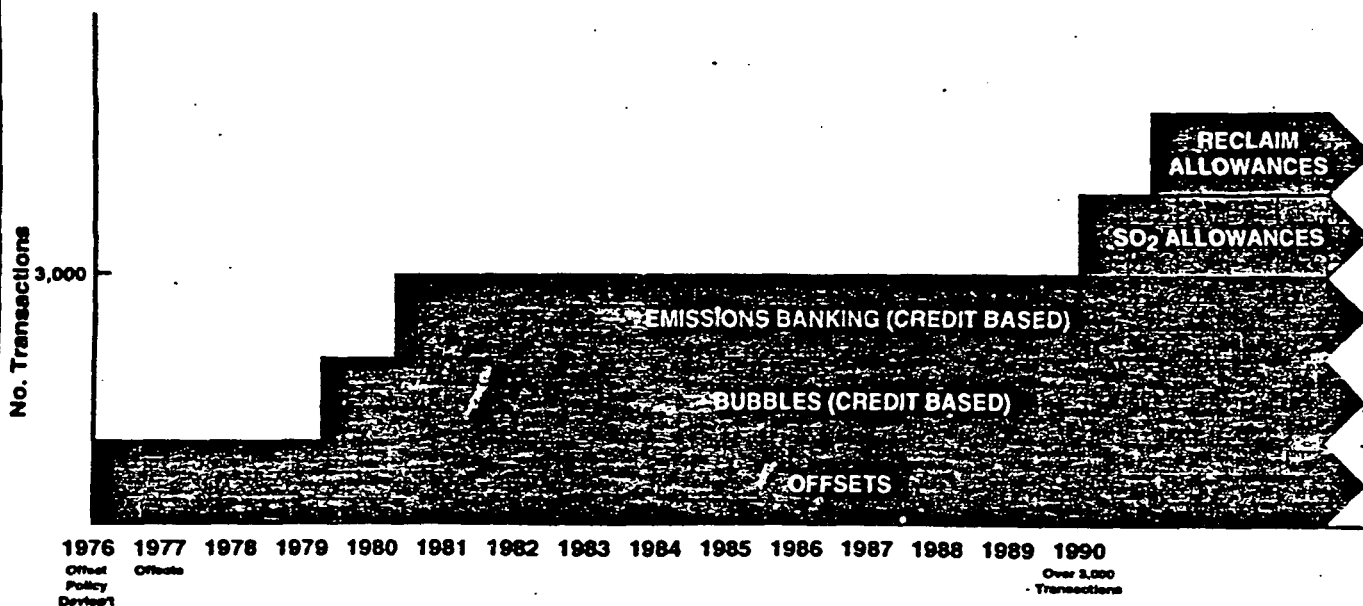 RECLAIM
ALLOWANCES
SO2 ALLOWANCES
No. Transactions
3,000
EMISSIONS BANKING (CREDIT BASED)
BUBBLES (CREDIT BASED)
OFFSETS
1976 1977 1978 1979 1980 1981 1982 1983 1984 1985 1986 1987 1988 1989 1990
Offset Offsets Over 3,000
Policy Transactions
Devlep't